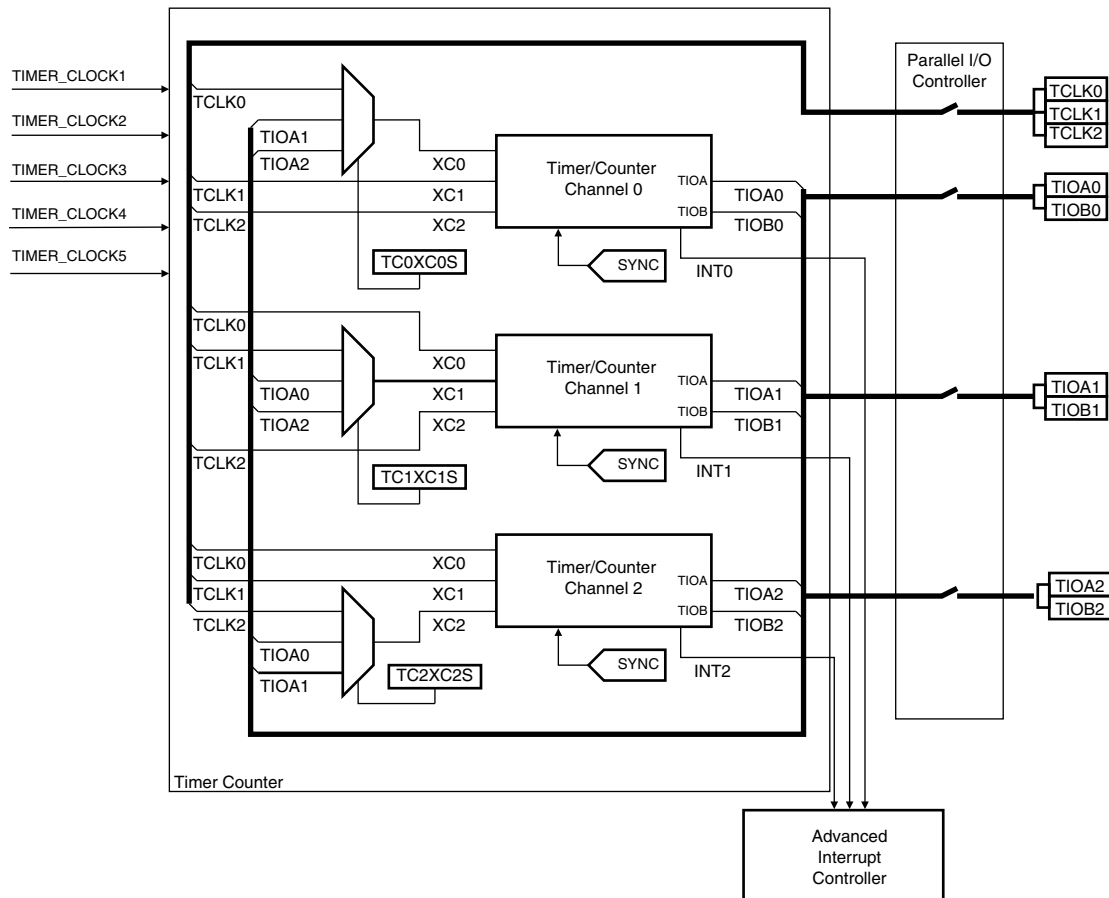 TIMER_CLOCK1
TIMER_CLOCK2
TIMER_CLOCK3
TIMER_CLOCK4
TIMER_CLOCK5
TCLK0
TIOA1
TIOA2
TCLK1
TCLK2
XC0
XC1
XC2
TC0XC0S
Timer/Counter
Channel 0
TIOA
TIOB
TIOA0
TIOB0
SYNC
INT0
TCLK0
TCLK1
TIOA0
TIOA2
TCLK2
XC0
XC1
XC2
TC1XC1S
Timer/Counter
Channel 1
TIOA
TIOB
TIOA1
TIOB1
SYNC
INT1
TCLK0
TCLK1
TCLK2
TIOA0
TIOA1
XC0
XC1
XC2
TC2XC2S
Timer/Counter
Channel 2
TIOA
TIOB
TIOA2
TIOB2
SYNC
INT2
Timer Counter
Parallel I/O
Controller
TCLK0
TCLK1
TCLK2
TIOA0
TIOB0
TIOA1
TIOB1
TIOA2
TIOB2
Advanced
Interrupt
Controller